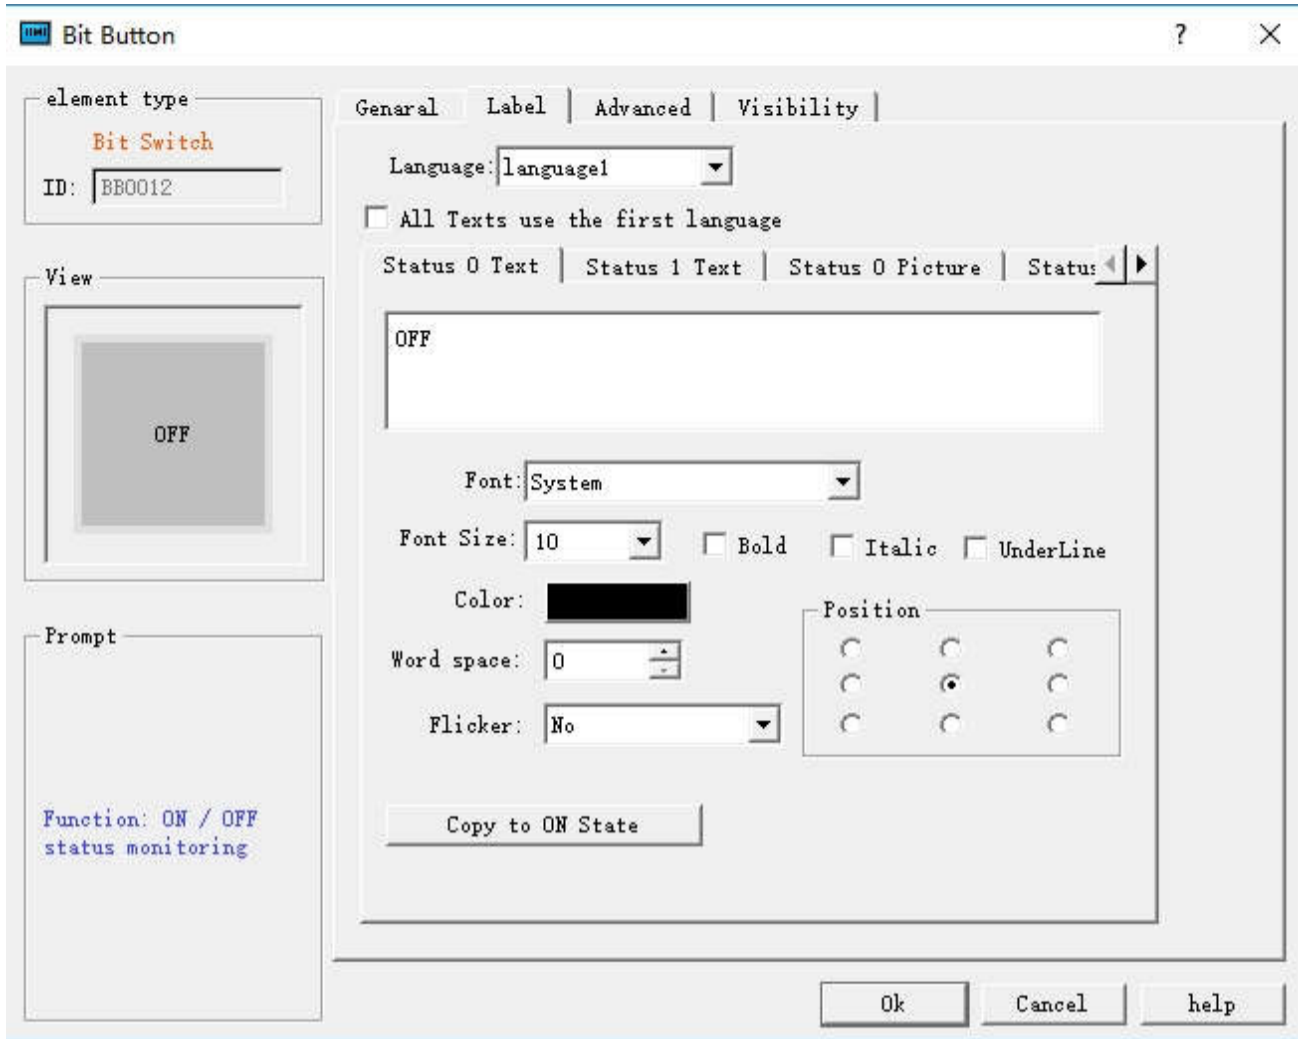 Bit Button
?
element type
Bit Switch
ID: BB0012
View
OFF
Prompt
Function: ON / OFF
status monitoring
Genaral
Label
Advanced
Visibility
Language: language1
All Texts use the first language
Status 0 Text
Status 1 Text
Status 0 Picture
Status
OFF
Font: System
Font Size: 10
Bold
Italic
UnderLine
Color:
Position
Word space: 0
Flicker: No
Copy to ON State
Ok
Cancel
help